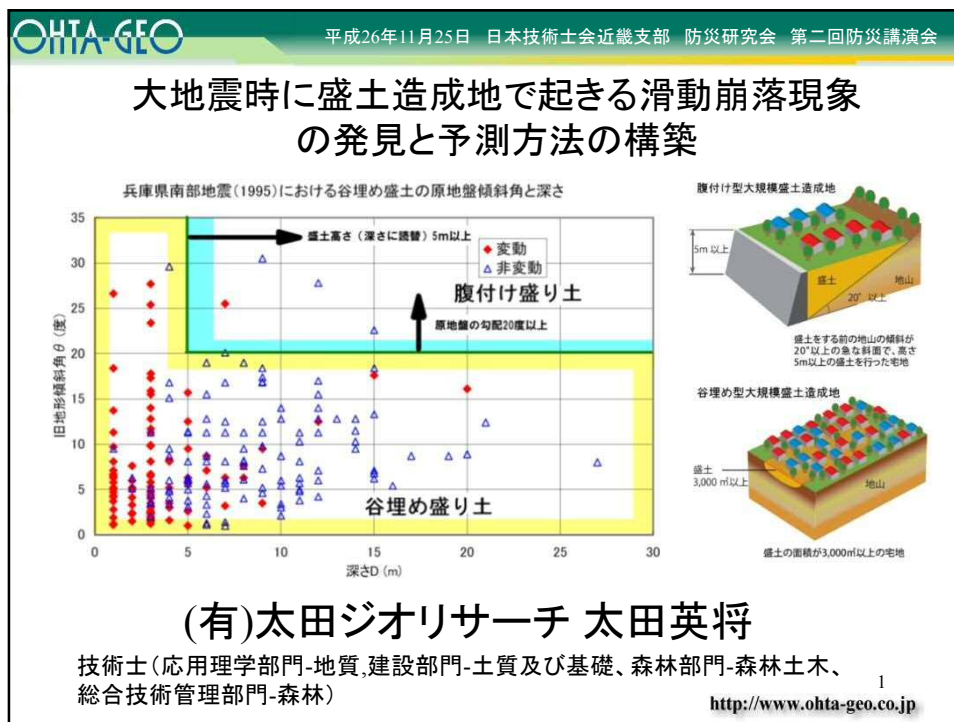 OHTA-GEO
平成26年11月25日 日本技術士会近畿支部 防災研究会 第二回防災講演会
大地震時に盛土造成地で起きる滑動崩落現象
の発見と予測方法の構築
兵庫県南部地震(1995)における谷埋め盛土の原地盤傾斜角と深さ
旧地形傾斜角θ(度)
35
30
25
20
15
10
5
0
盛土高さ(深さに読替)5m以上
変動
非変動
腹付け盛り土
原地盤の勾配20度以上
谷埋め盛り土
0 5 10 15 20 25 30
深さD(m)
腹付け型大規模盛土造成地
5m以上
盛土
地山
20°以上
盛土をする前の地山の傾斜が
20°以上の急な斜面で、高さ
5m以上の盛土を行った宅地
谷埋め型大規模盛土造成地
盛土
3,000㎡以上
地山
盛土の面積が3,000㎡以上の宅地
(有)太田ジオリサーチ 太田英将
技術士(応用理学部門-地質,建設部門-土質及び基礎、森林部門-森林土木、
総合技術管理部門-森林)
1
http://www.ohta-geo.co.jp